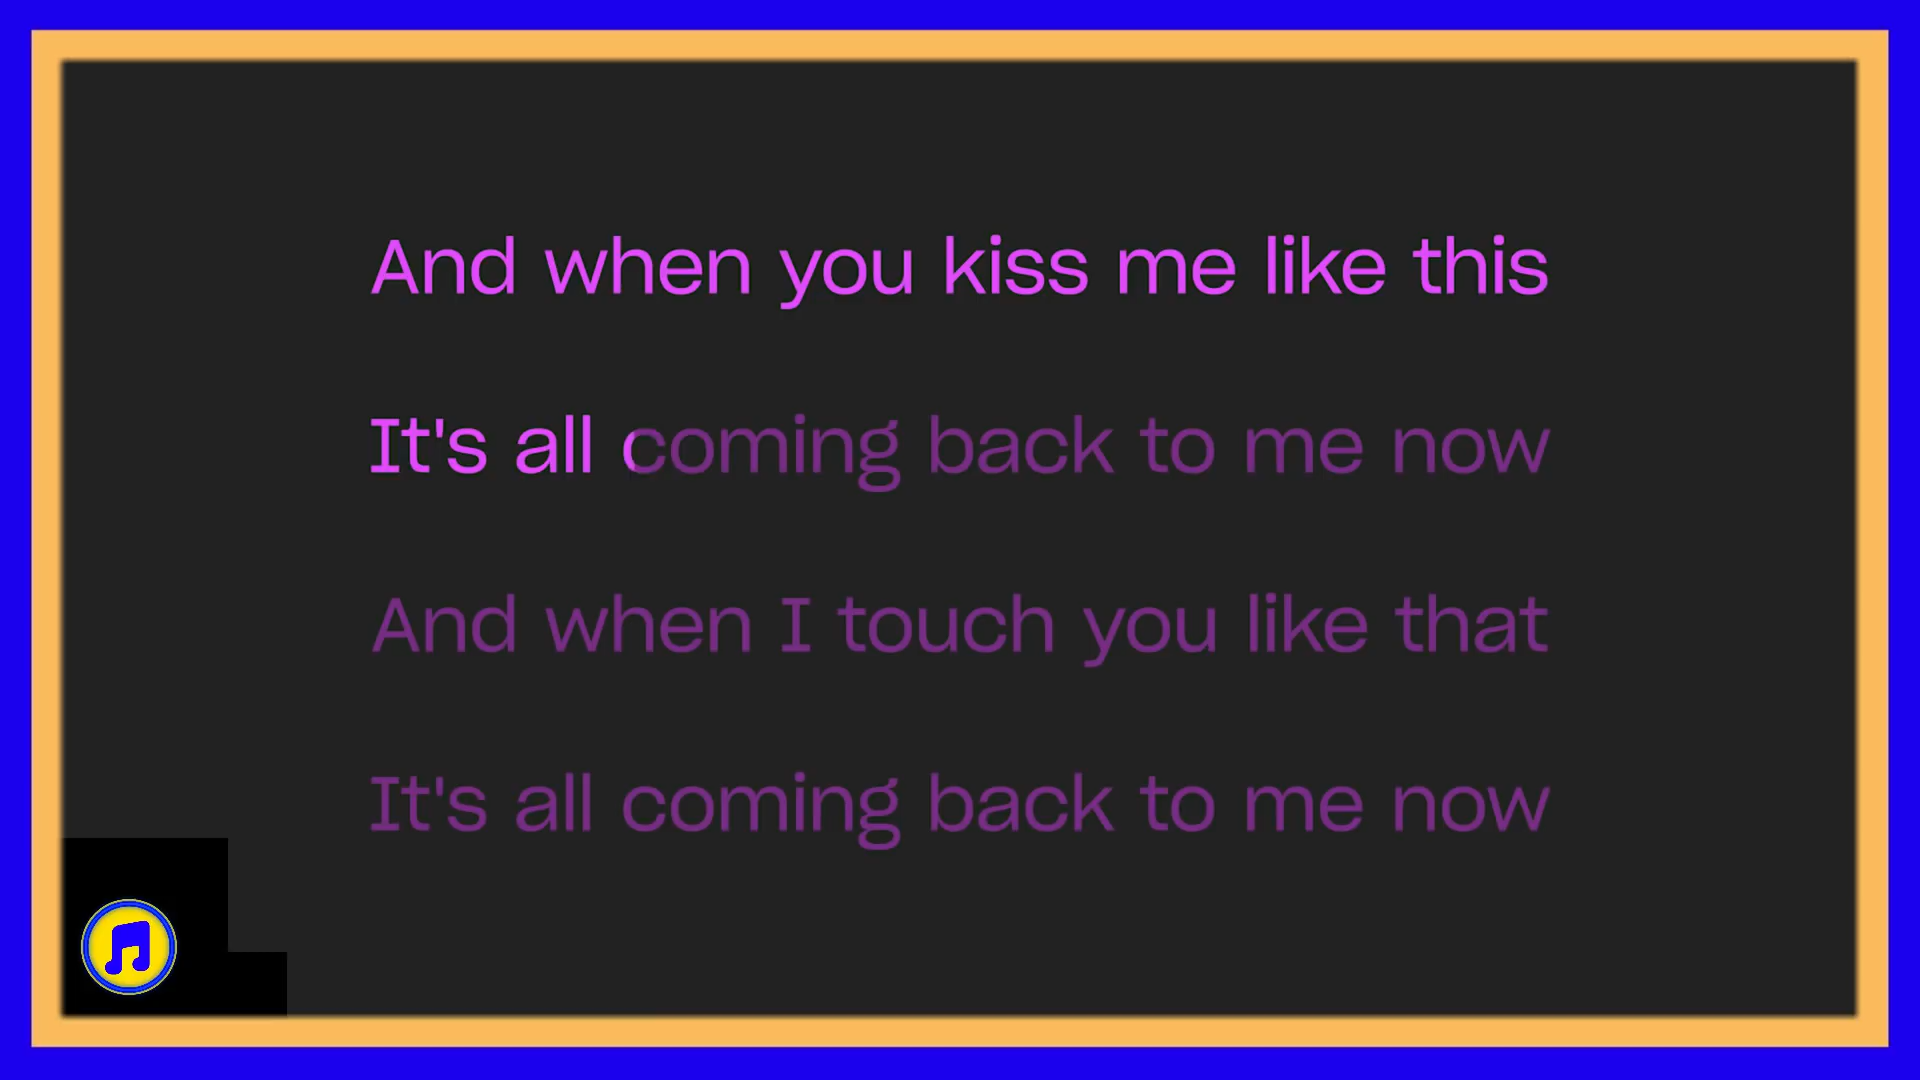 And when you kiss me like this
It's all coming back to me now
And when I touch you like that
It's all coming back to me now